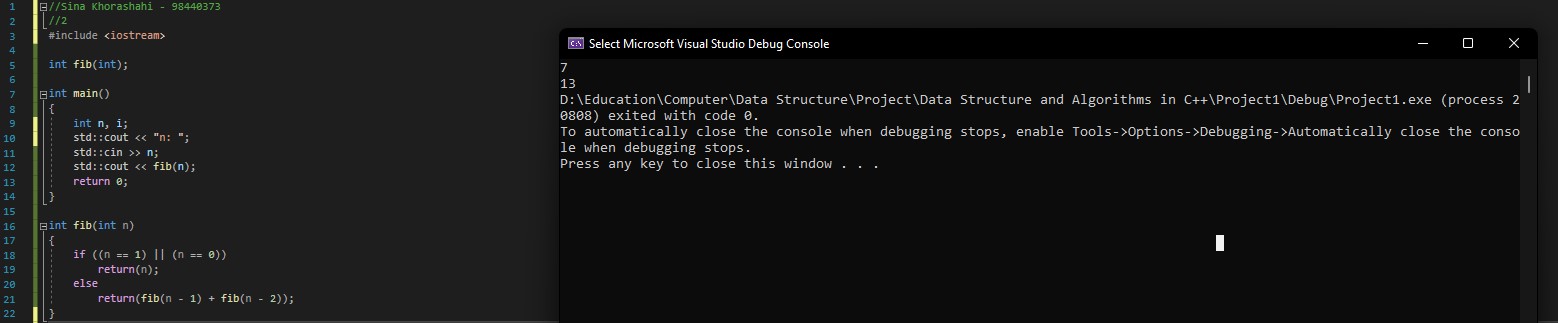 1 //Sina Khorashahi - 98440373
2 //2
3 #include <iostream>
4
5 int fib(int);
6
7 int main()
8 {
9 int n, i;
10 std::cout << "n: ";
11 std::cin >> n;
12 std::cout << fib(n);
13 return 0;
14 }
15
16 int fib(int n)
17 {
18 if ((n == 1) || (n == 0))
19 return(n);
20 else
21 return(fib(n - 1) + fib(n - 2));
22 }
Select Microsoft Visual Studio Debug Console
7
13
D:\Education\Computer\Data Structure\Project\Data Structure and Algorithms in C++\Project1\Debug\Project1.exe (process 2
0808) exited with code 0.
To automatically close the console when debugging stops, enable Tools->Options->Debugging->Automatically close the conso
le when debugging stops.
Press any key to close this window . . .